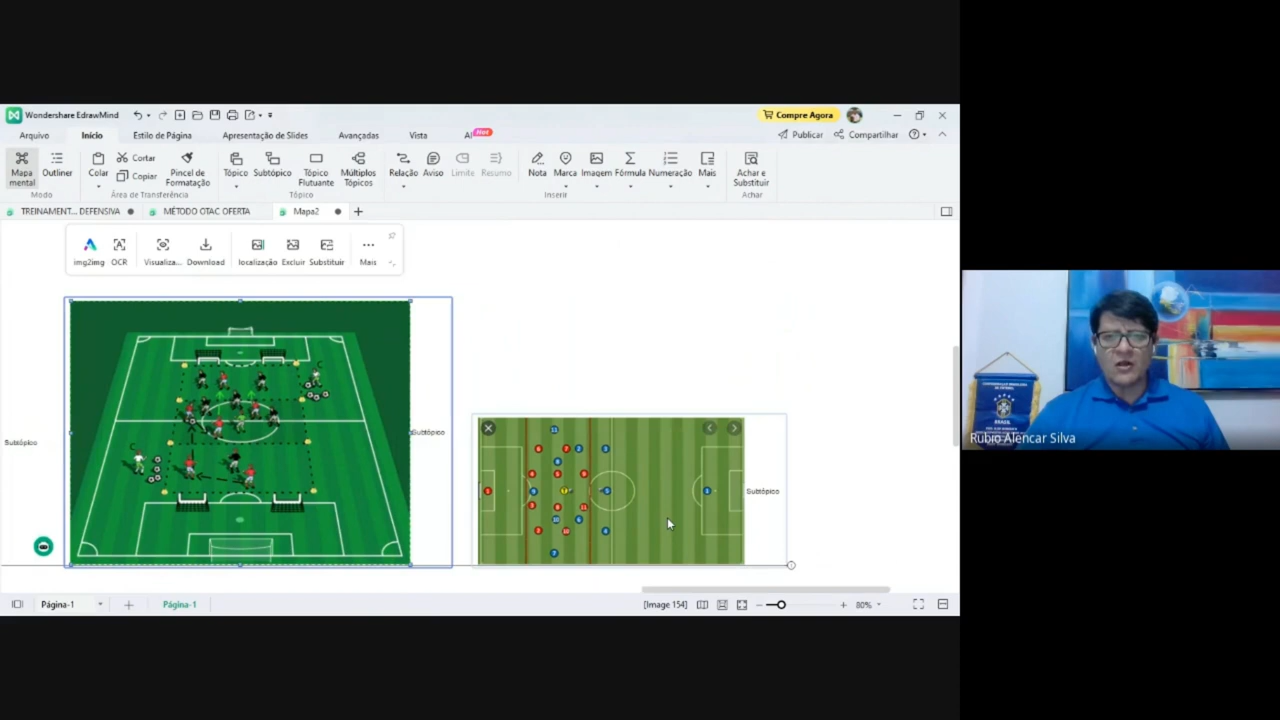 Wondershare EdrawMind
Compre Agora
Arquivo Início Estilo de Página Apresentação de Slides Avançadas Vista AI Hot
Publicar Compartilhar
Mapa mental
Outliner
Colar
Cortar
Copiar
Pincel de Formatação
Tópico
Subtópico
Tópico Flutuante
Múltiplos Tópicos
Relação
Aviso
Limite
Resumo
Nota
Marca
Imagem
Fórmula
Numeração
Mais
Achar e Substituir
Modo Área de Transferência Tópico Inserir Achar
TREINAMENT... DEFENSIVA MÉTODO OTAC OFERTA Mapa2
img2img OCR Visualiza... Download localização Excluir Substituir Mais
Subtópico
Subtópico
Subtópico
BRASIL
Rubio Alencar Silva
Página-1 Página-1 [Image 154] 80%